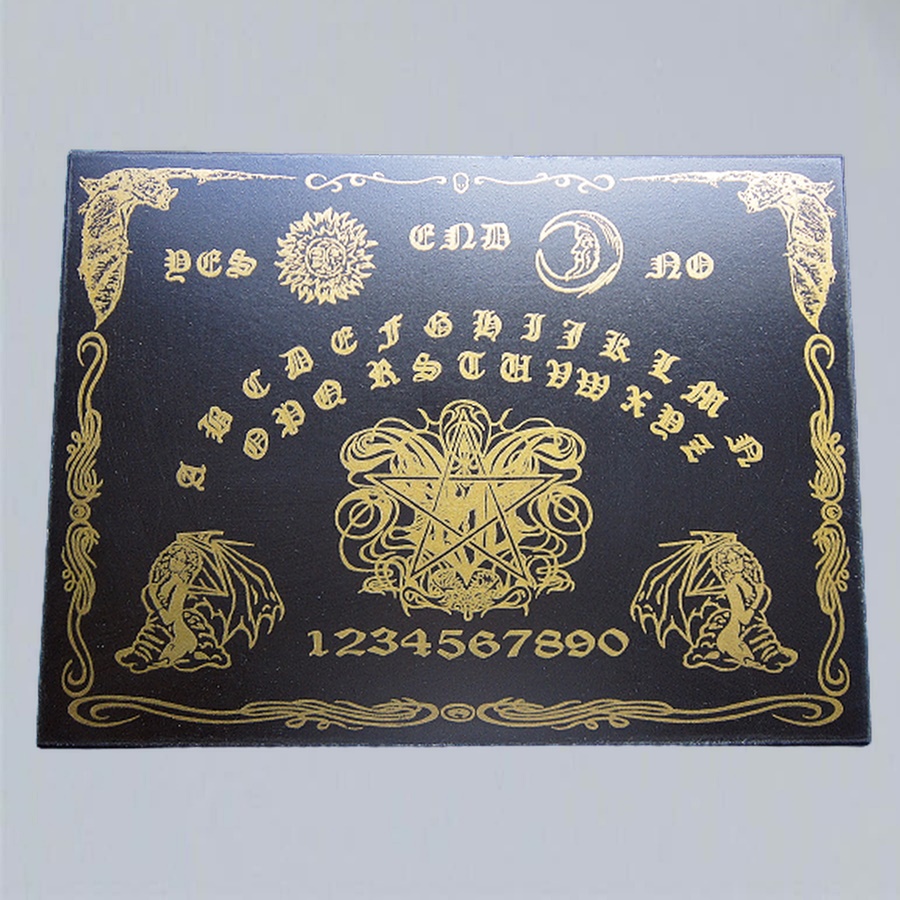 YES END NO
A B C D E F G H I J K L M N
O P Q R S T U V W X Y Z
1234567890